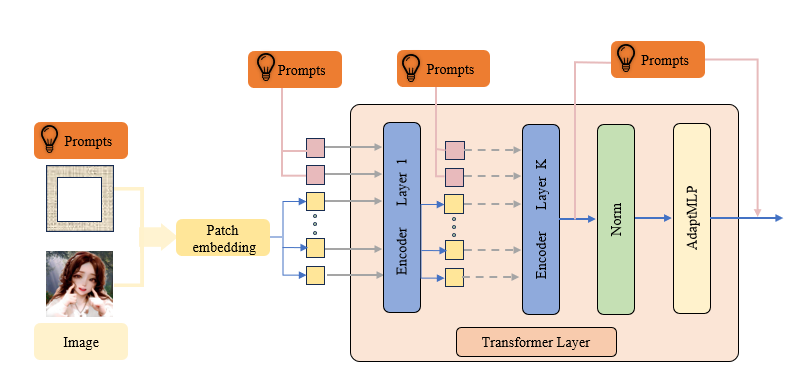 Prompts
Prompts
Prompts
Prompts
Patch
embedding
Image
Encoder Layer 1
Encoder Layer K
Norm
AdaptMLP
Transformer Layer